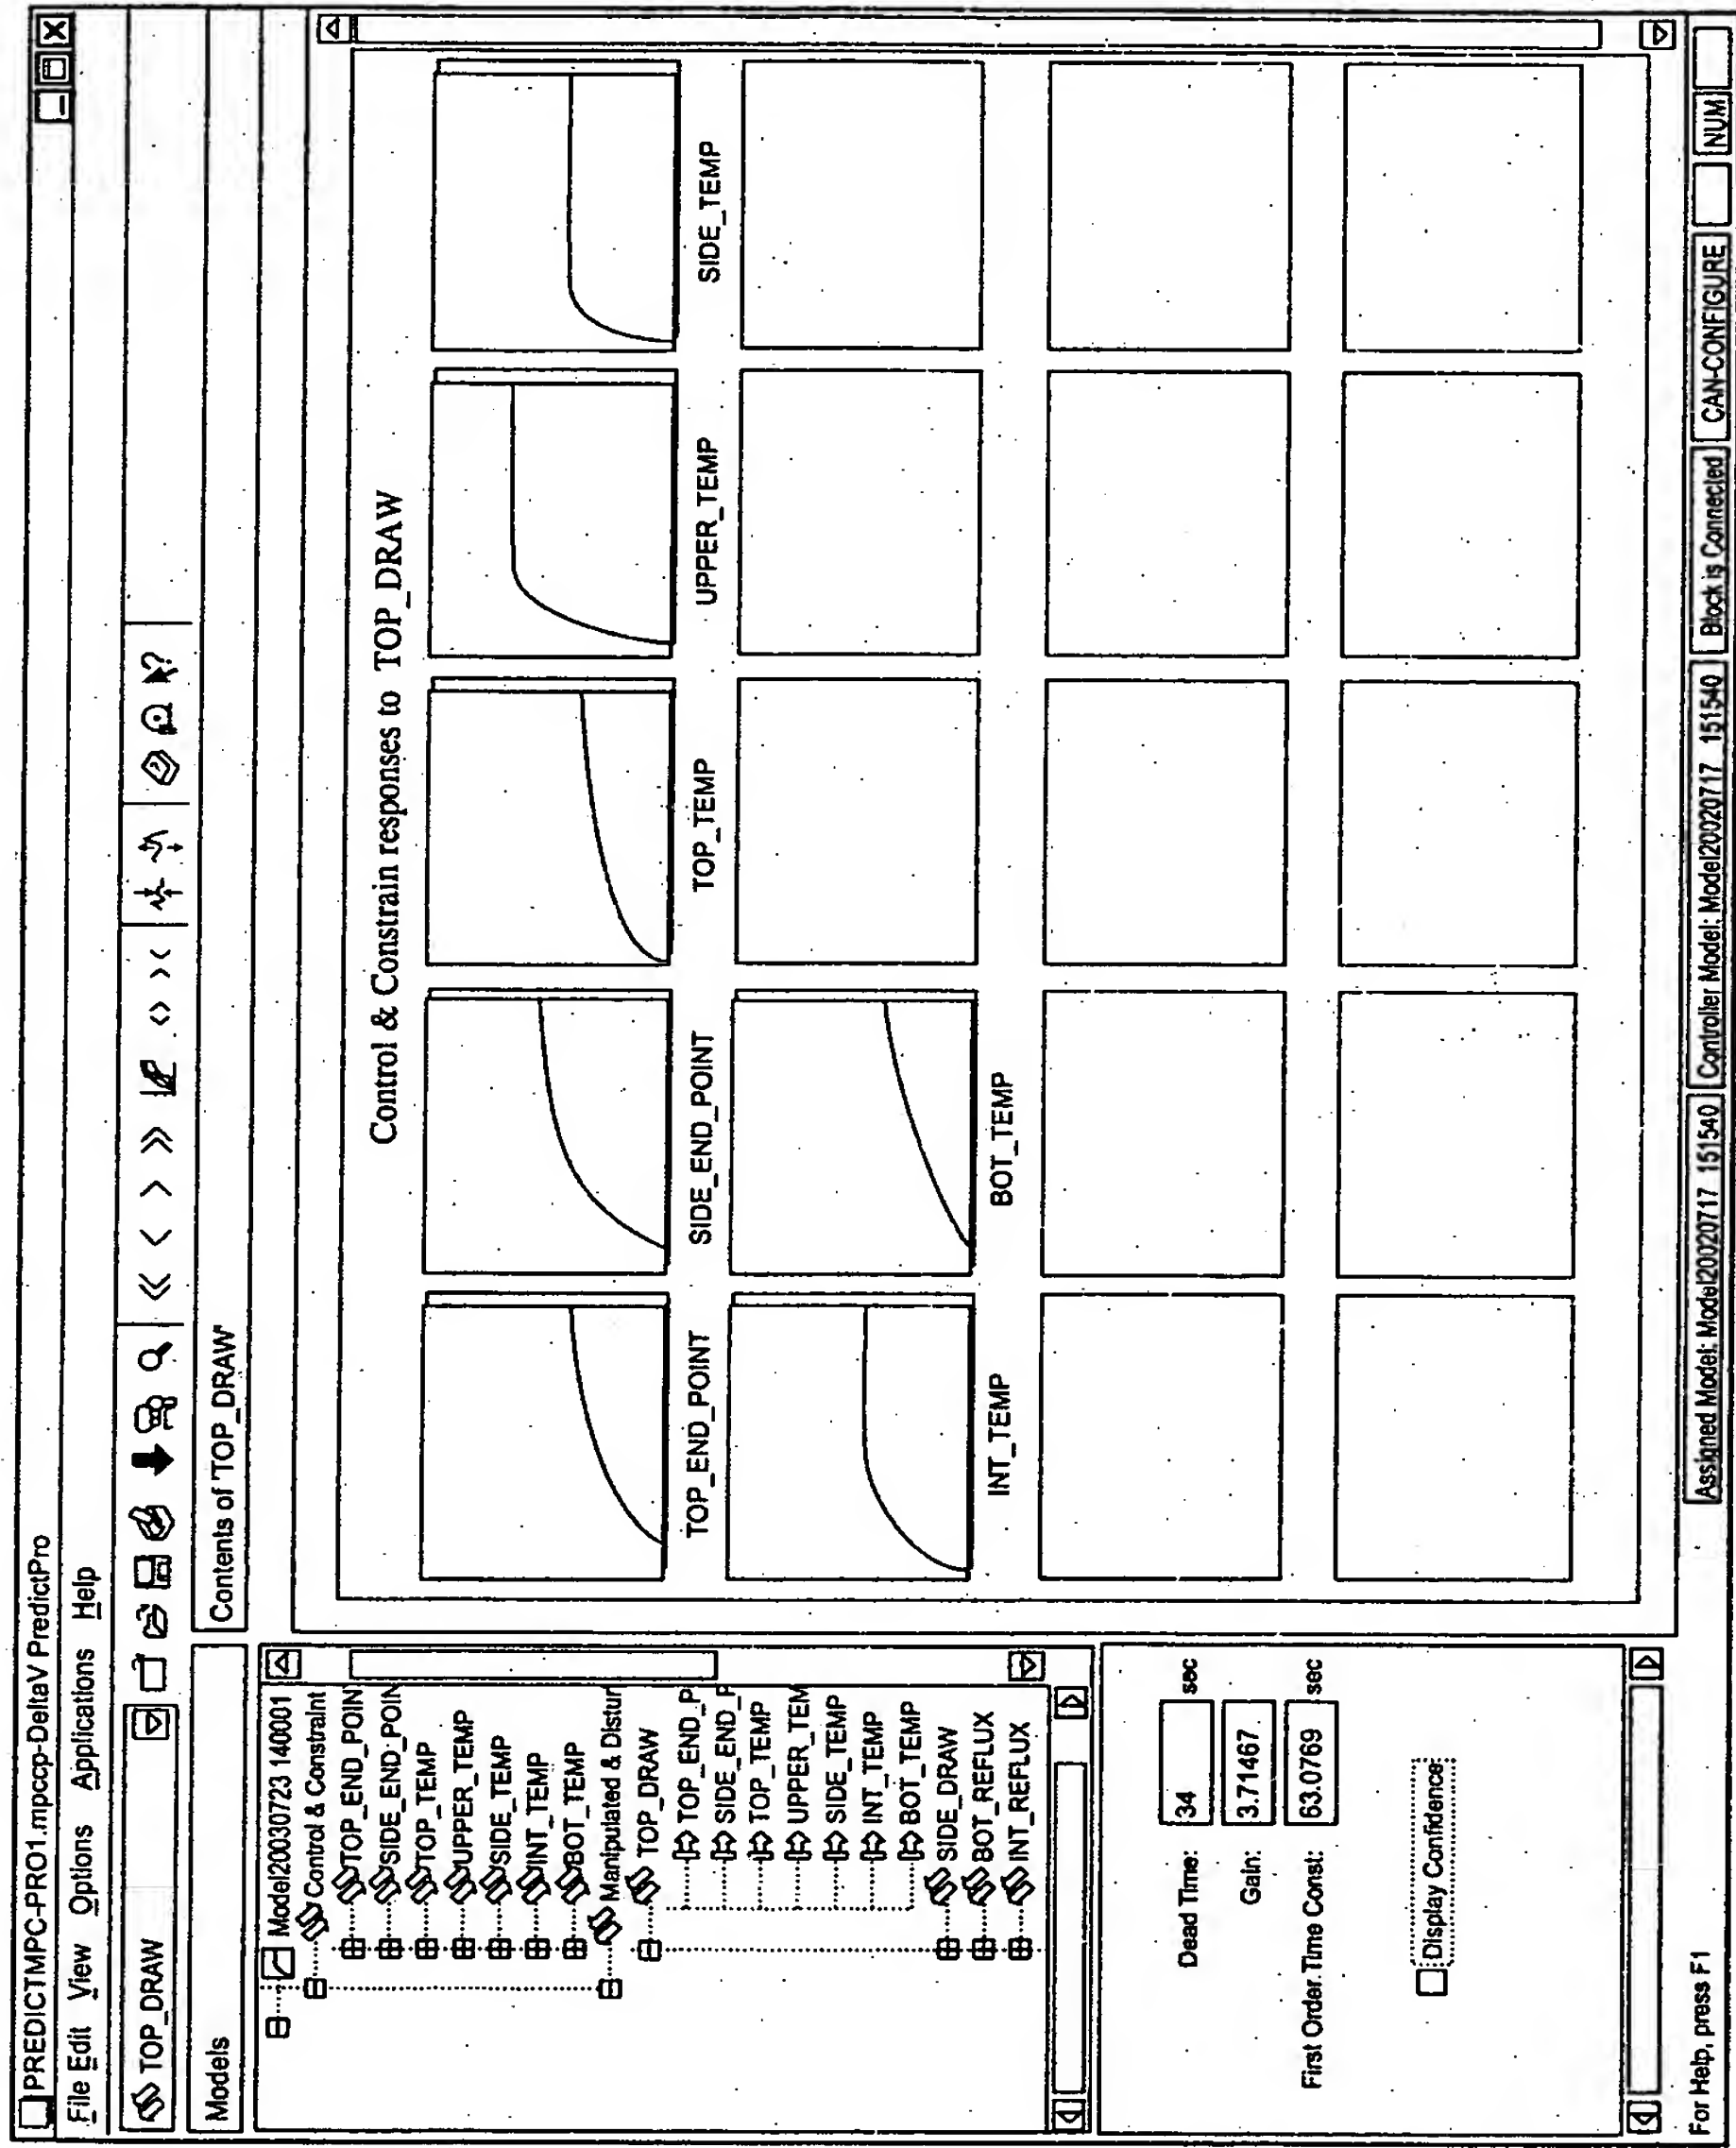 PREDICTMPC-PRO1.mpccp-DeltaV PredictPro
File Edit View Options Applications Help
TOP_DRAW
Models
Contents of 'TOP_DRAW'
Model20030723 140001
Control & Constraint
TOP_END_POIN
SIDE_END_POIN
TOP_TEMP
UPPER_TEMP
SIDE_TEMP
INT_TEMP
BOT_TEMP
Manipulated & Distur
TOP_DRAW
TOP_END_P
SIDE_END_P
TOP_TEMP
UPPER_TEM
SIDE_TEMP
INT_TEMP
BOT_TEMP
SIDE_DRAW
BOT_REFLUX
INT_REFLUX
Dead Time: 34 sec
Gain: 3.71467
First Order Time Const: 63.0769 sec
Display Confidence
Control & Constrain responses to TOP_DRAW
TOP_END_POINT SIDE_END_POINT TOP_TEMP UPPER_TEMP SIDE_TEMP
INT_TEMP BOT_TEMP
For Help, press F1 Assigned Model: Model20020717 151540 Controller Model: Model20020717 151540 Block is Connected CAN-CONFIGURE NUM